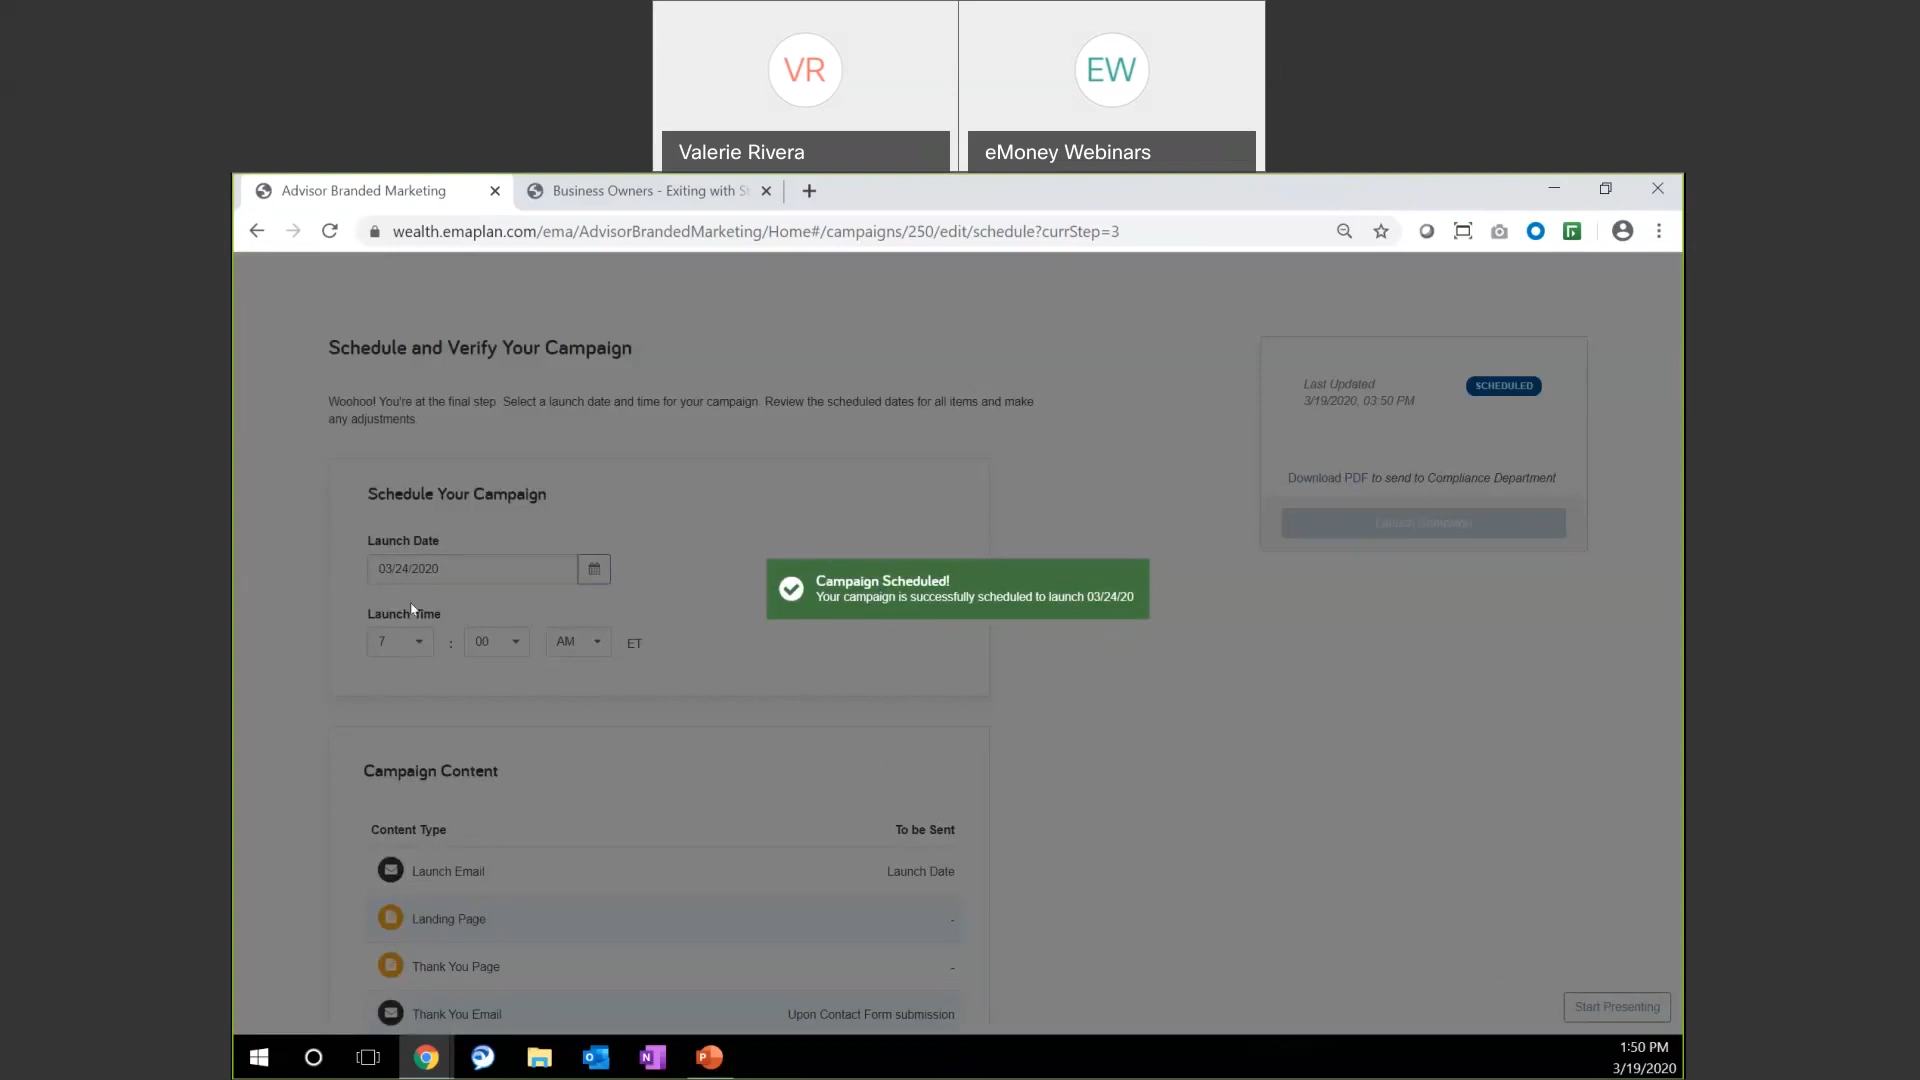 VR
EW
Valerie Rivera
eMoney Webinars
Advisor Branded Marketing
Business Owners - Exiting with St
wealth.emaplan.com/ema/AdvisorBrandedMarketing/Home#/campaigns/250/edit/schedule?currStep=3
Schedule and Verify Your Campaign
Woohoo! You're at the final step. Select a launch date and time for your campaign. Review the scheduled dates for all items and make
any adjustments.
Last Updated
3/19/2020, 03:50 PM
SCHEDULED
Download PDF to send to Compliance Department
Launch Campaign
Schedule Your Campaign
Launch Date
03/24/2020
Launch Time
7 : 00 AM ET
Campaign Scheduled!
Your campaign is successfully scheduled to launch 03/24/20
Campaign Content
Content Type To be Sent
Launch Email Launch Date
Landing Page -
Thank You Page -
Thank You Email Upon Contact Form submission
Start Presenting
1:50 PM
3/19/2020